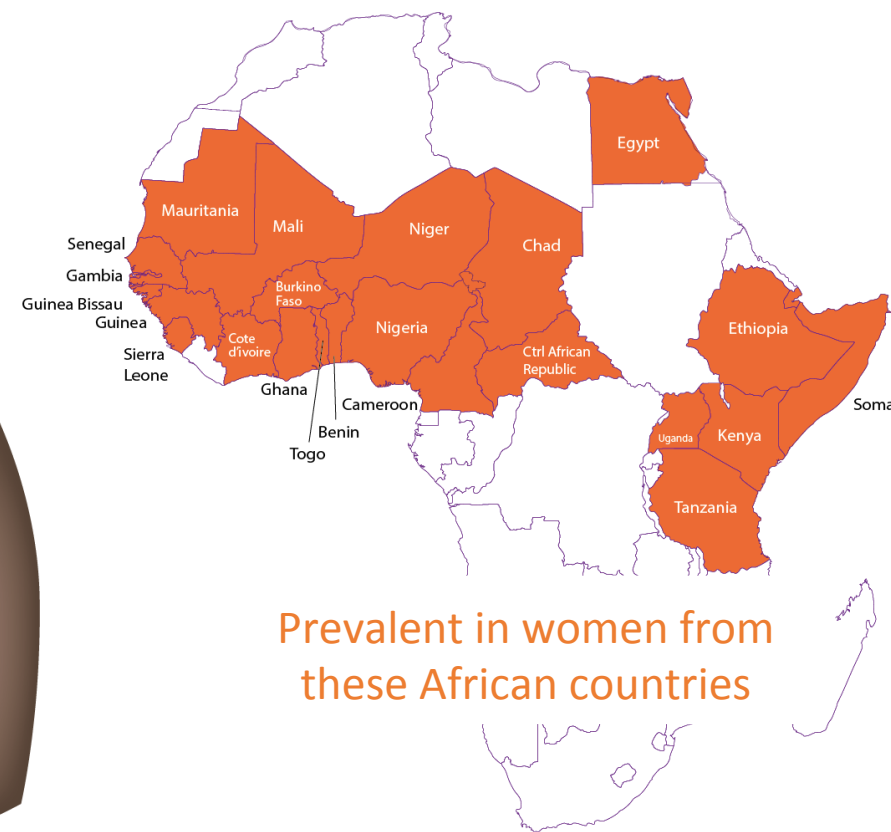 Egypt
Mauritania
Mali
Niger
Chad
Senegal
Gambia
Burkino
Faso
Guinea Bissau
Guinea
Nigeria
Ethiopia
Cote
d'ivoire
Sierra
Leone
Ctrl African
Republic
Ghana
Cameroon
Soma
Benin
Togo
Uganda
Kenya
Tanzania
Prevalent in women from
these African countries